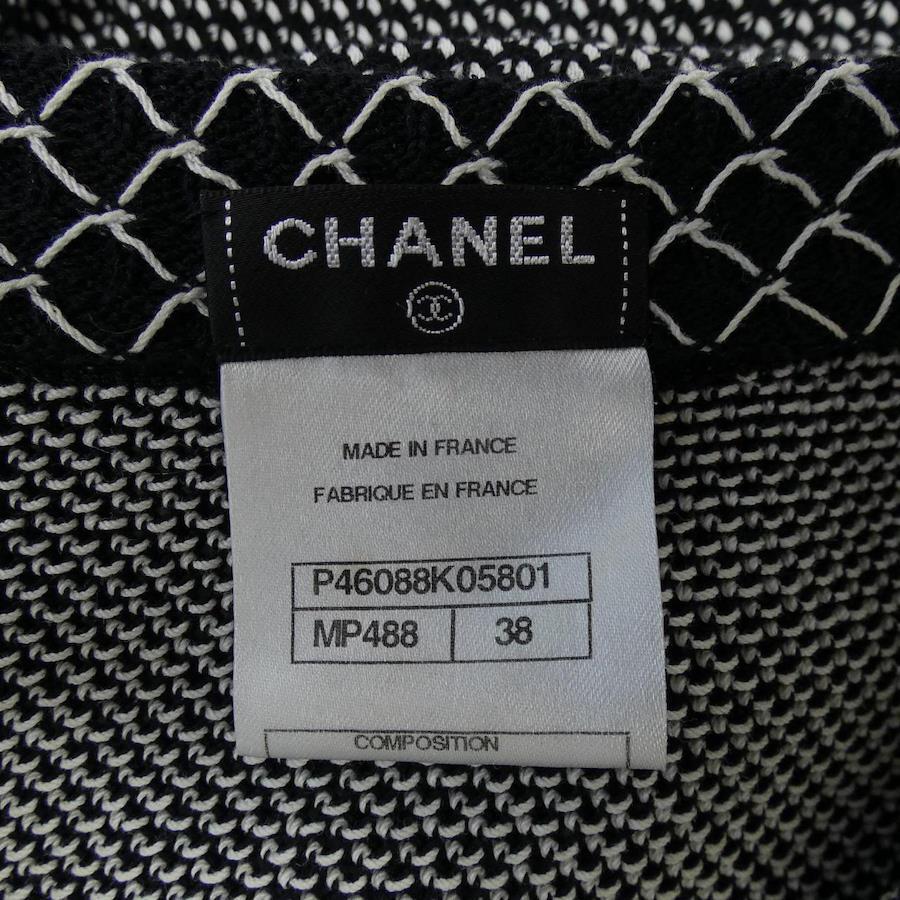 CHANEL
MADE IN FRANCE
FABRIQUE EN FRANCE
P46088K05801
MP488 38
COMPOSITION